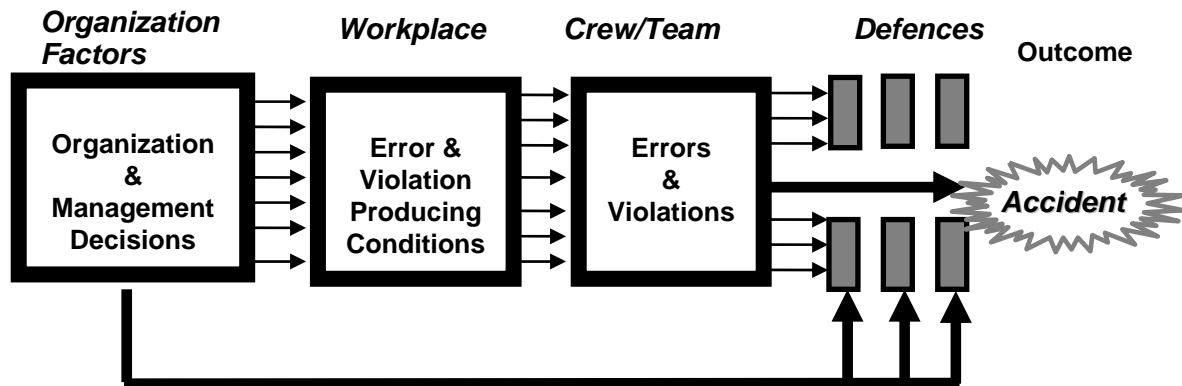 Organization
Factors
Workplace
Crew/Team
Defences
Outcome
Organization
&
Management
Decisions
Error &
Violation
Producing
Conditions
Errors
&
Violations
Accident